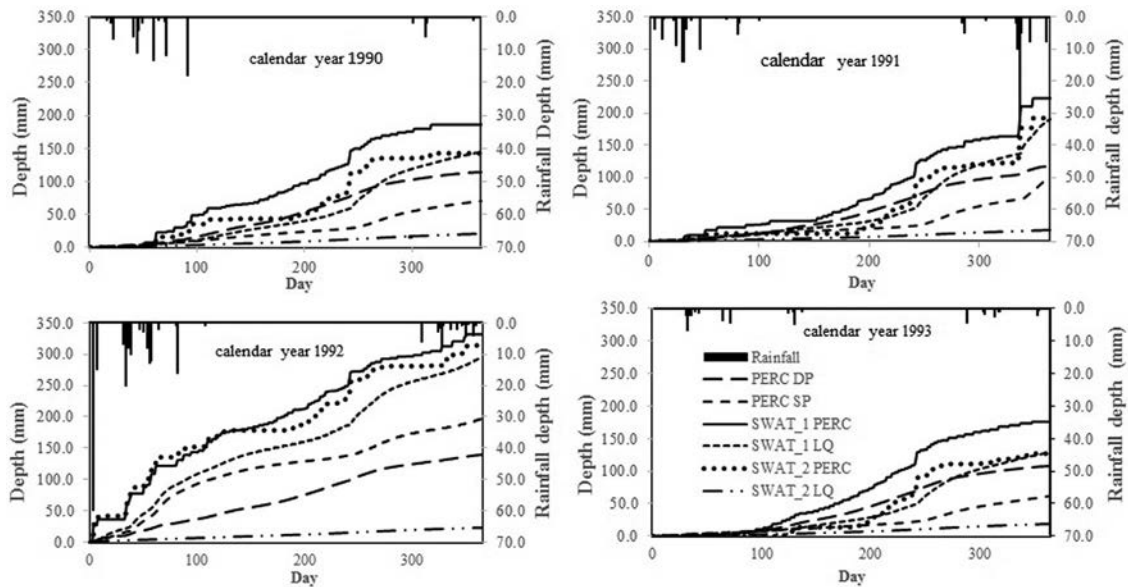 350.0
300.0
250.0
200.0
150.0
100.0
50.0
0.0
Depth (mm)
calendar year 1990
0.0
10.0
20.0
30.0
40.0
50.0
60.0
70.0
Rainfall Depth (mm)
0 100 200 300
Day
350.0
300.0
250.0
200.0
150.0
100.0
50.0
0.0
Depth (mm)
calendar year 1991
0.0
10.0
20.0
30.0
40.0
50.0
60.0
70.0
Rainfall depth (mm)
0 100 200 300
Day
350.0
300.0
250.0
200.0
150.0
100.0
50.0
0.0
Depth (mm)
calendar year 1992
0.0
10.0
20.0
30.0
40.0
50.0
60.0
70.0
Rainfall depth (mm)
0 100 200 300
Day
350.0
300.0
250.0
200.0
150.0
100.0
50.0
0.0
Depth (mm)
calendar year 1993
Rainfall
PERC DP
PERC SP
SWAT_1 PERC
SWAT_1 LQ
SWAT_2 PERC
SWAT_2 LQ
0.0
10.0
20.0
30.0
40.0
50.0
60.0
70.0
Rainfall depth (mm)
0 100 200 300
Day